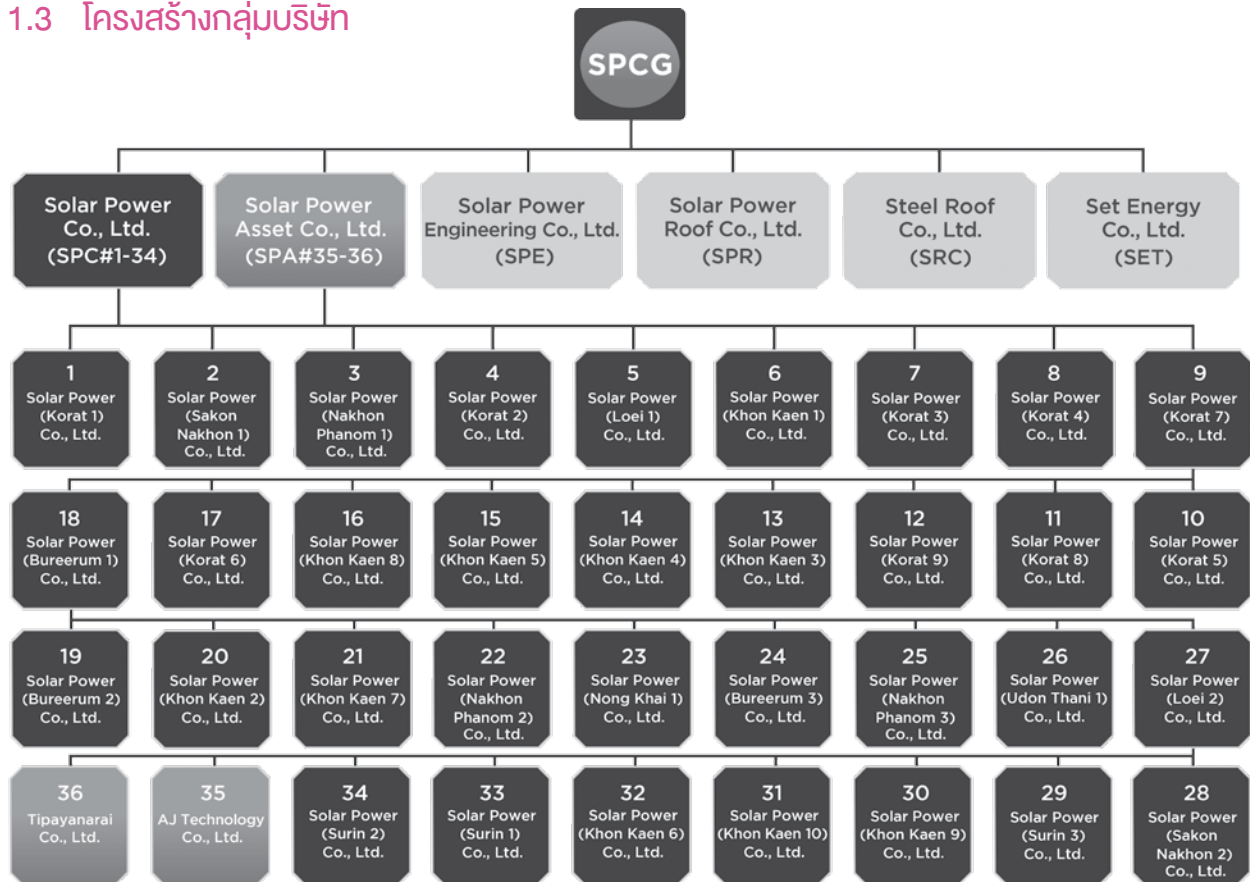 1.3 โครงสร้างกลุ่มบริษัท
SPCG
Solar Power
Co., Ltd.
(SPC#1-34)
Solar Power
Asset Co., Ltd.
(SPA#35-36)
Solar Power
Engineering Co., Ltd.
(SPE)
Solar Power
Roof Co., Ltd.
(SPR)
Steel Roof
Co., Ltd.
(SRC)
Set Energy
Co., Ltd.
(SET)
1
Solar Power
(Korat 1)
Co., Ltd.
2
Solar Power
(Sakon
Nakhon 1)
Co., Ltd.
3
Solar Power
(Nakhon
Phanom 1)
Co., Ltd.
4
Solar Power
(Korat 2)
Co., Ltd.
5
Solar Power
(Loei 1)
Co., Ltd.
6
Solar Power
(Khon Kaen 1)
Co., Ltd.
7
Solar Power
(Korat 3)
Co., Ltd.
8
Solar Power
(Korat 4)
Co., Ltd.
9
Solar Power
(Korat 7)
Co., Ltd.
18
Solar Power
(Bureerum 1)
Co., Ltd.
17
Solar Power
(Korat 6)
Co., Ltd.
16
Solar Power
(Khon Kaen 8)
Co., Ltd.
15
Solar Power
(Khon Kaen 5)
Co., Ltd.
14
Solar Power
(Khon Kaen 4)
Co., Ltd.
13
Solar Power
(Khon Kaen 3)
Co., Ltd.
12
Solar Power
(Korat 9)
Co., Ltd.
11
Solar Power
(Korat 8)
Co., Ltd.
10
Solar Power
(Korat 5)
Co., Ltd.
19
Solar Power
(Bureerum 2)
Co., Ltd.
20
Solar Power
(Khon Kaen 2)
Co., Ltd.
21
Solar Power
(Khon Kaen 7)
Co., Ltd.
22
Solar Power
(Nakhon
Phanom 2)
Co., Ltd.
23
Solar Power
(Nong Khai 1)
Co., Ltd.
24
Solar Power
(Bureerum 3)
Co., Ltd.
25
Solar Power
(Nakhon
Phanom 3)
Co., Ltd.
26
Solar Power
(Udon Thani 1)
Co., Ltd.
27
Solar Power
(Loei 2)
Co., Ltd.
36
Tipayanarai
Co., Ltd.
35
AJ Technology
Co., Ltd.
34
Solar Power
(Surin 2)
Co., Ltd.
33
Solar Power
(Surin 1)
Co., Ltd.
32
Solar Power
(Khon Kaen 6)
Co., Ltd.
31
Solar Power
(Khon Kaen 10)
Co., Ltd.
30
Solar Power
(Khon Kaen 9)
Co., Ltd.
29
Solar Power
(Surin 3)
Co., Ltd.
28
Solar Power
(Sakon
Nakhon 2)
Co., Ltd.